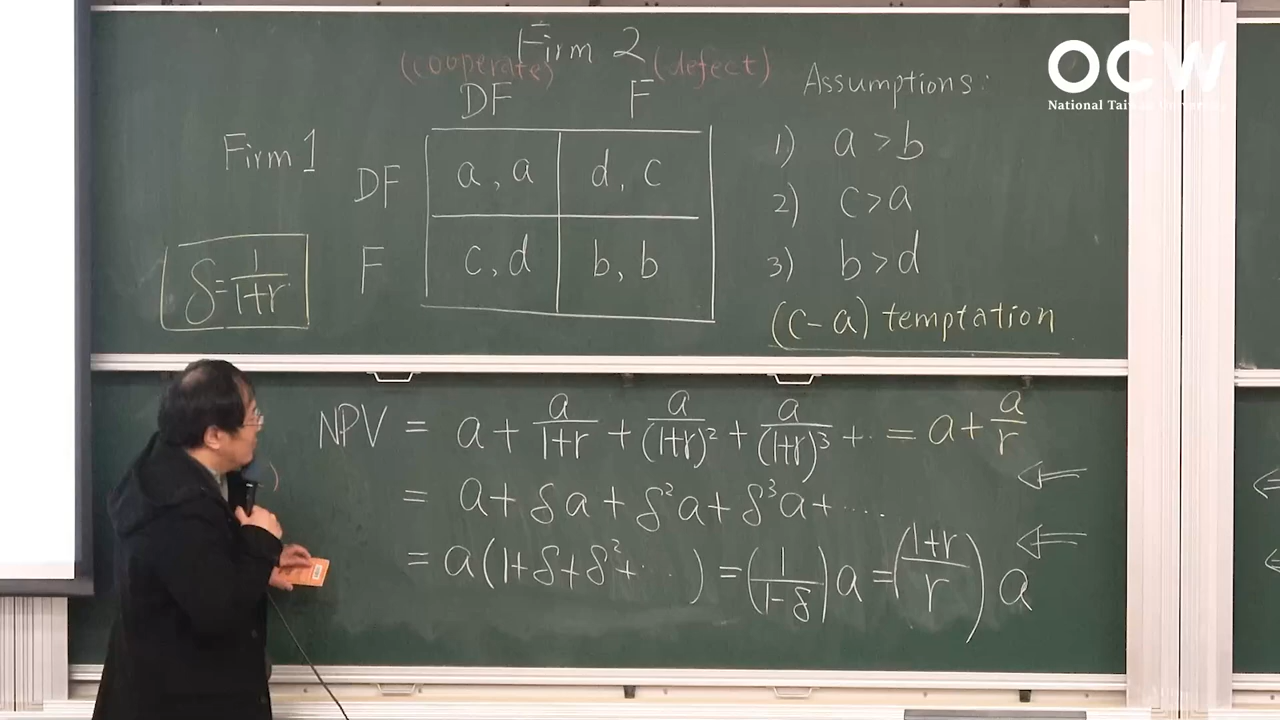 Firm 2
(cooperate) (defect)
DF F
Firm 1
DF a, a d, c
F c, d b, b
δ = 1/(1+r)
Assumptions:
1) a > b
2) c > a
3) b > d
(c-a) temptation
NPV = a + a/(1+r) + a/(1+r)² + a/(1+r)³ + ·· = a + a/r
= a + δa + δ²a + δ³a + ....
= a(1+δ+δ²+ ··· ) = (1/(1-δ)) a = ((1+r)/r) a
OCW
National Taiwan University